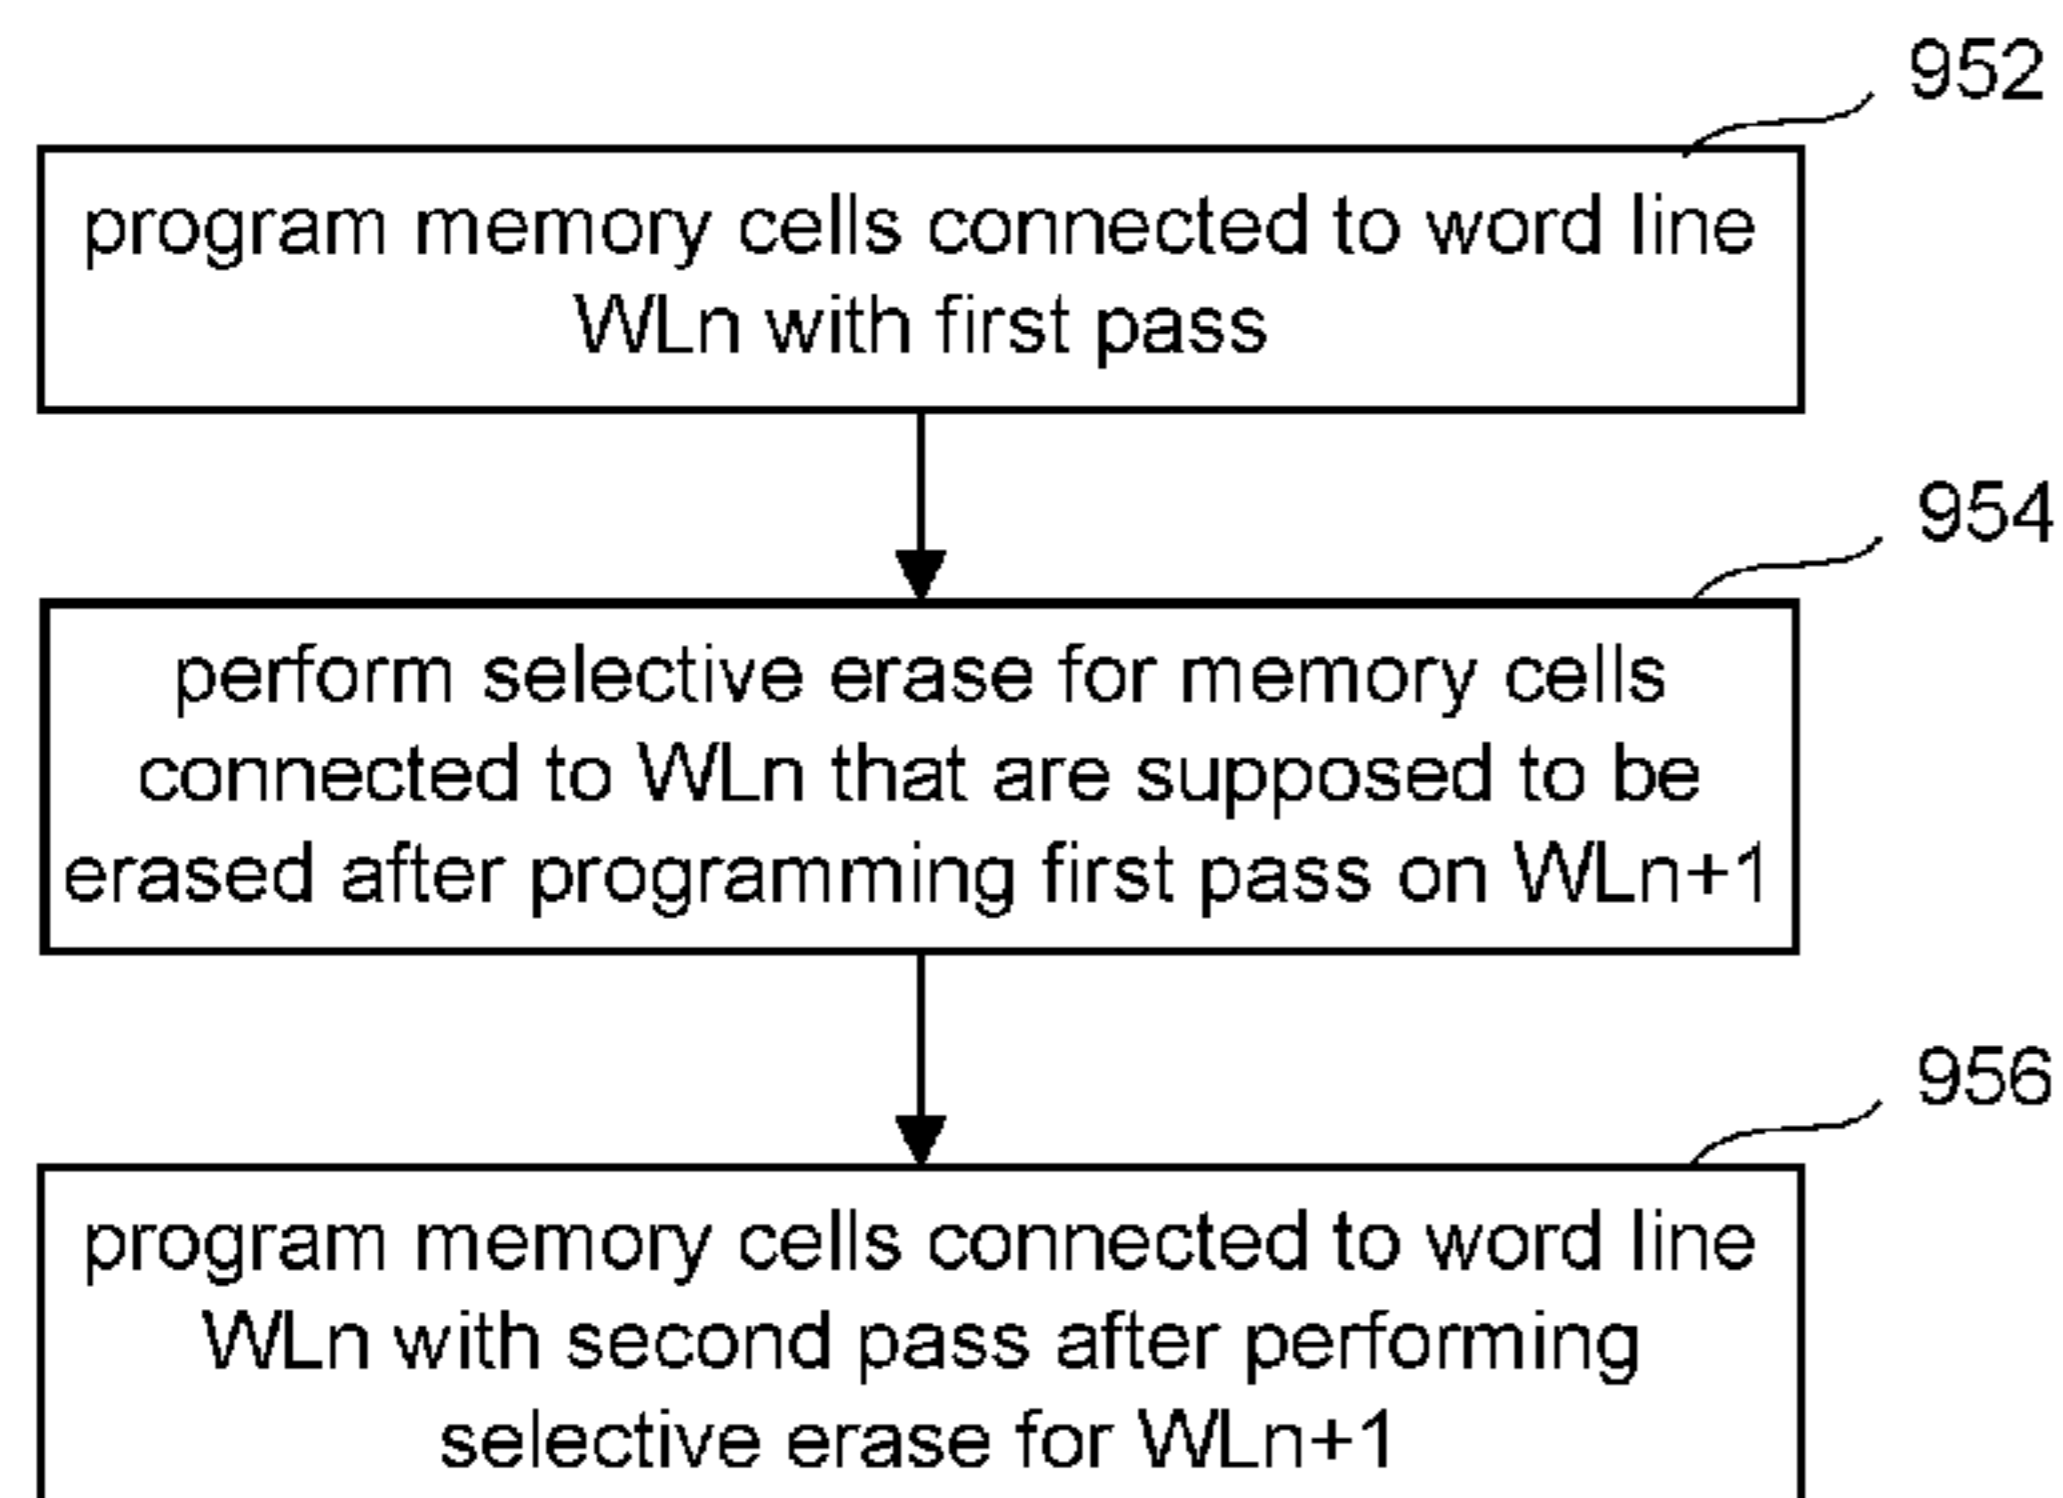 952
program memory cells connected to word line
WLn with first pass
954
perform selective erase for memory cells
connected to WLn that are supposed to be
erased after programming first pass on WLn+1
956
program memory cells connected to word line
WLn with second pass after performing
selective erase for WLn+1